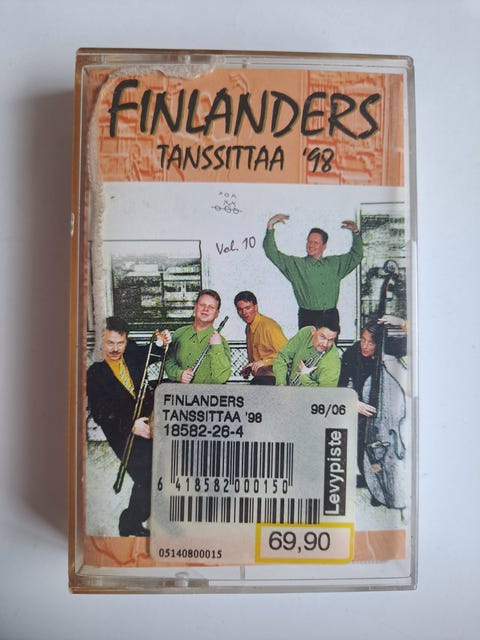 FINLANDERS
TANSSITTAA '98
Vol. 10
FINLANDERS
TANSSITTAA '98
98/06
18582-26-4
6 418582 000150
Levypiste
69,90
05140800015